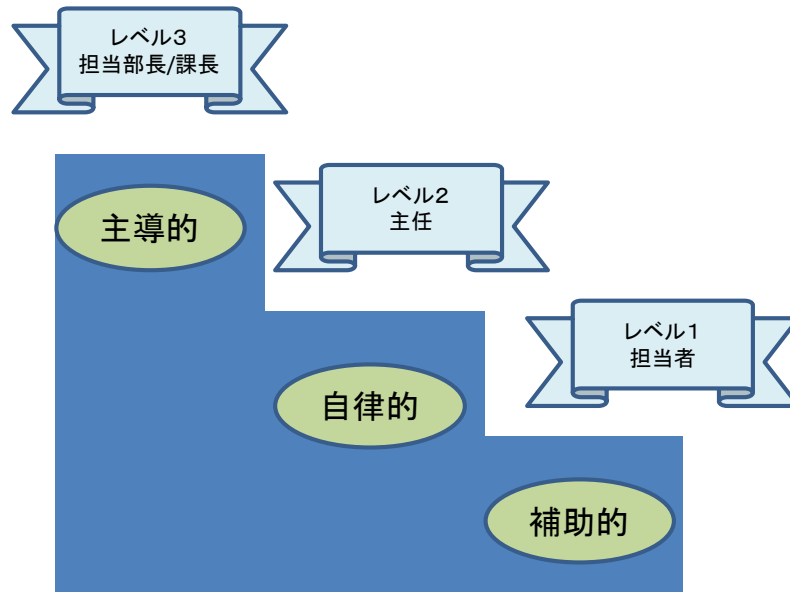 レベル3
担当部長/課長
主導的
レベル2
主任
レベル1
担当者
自律的
補助的